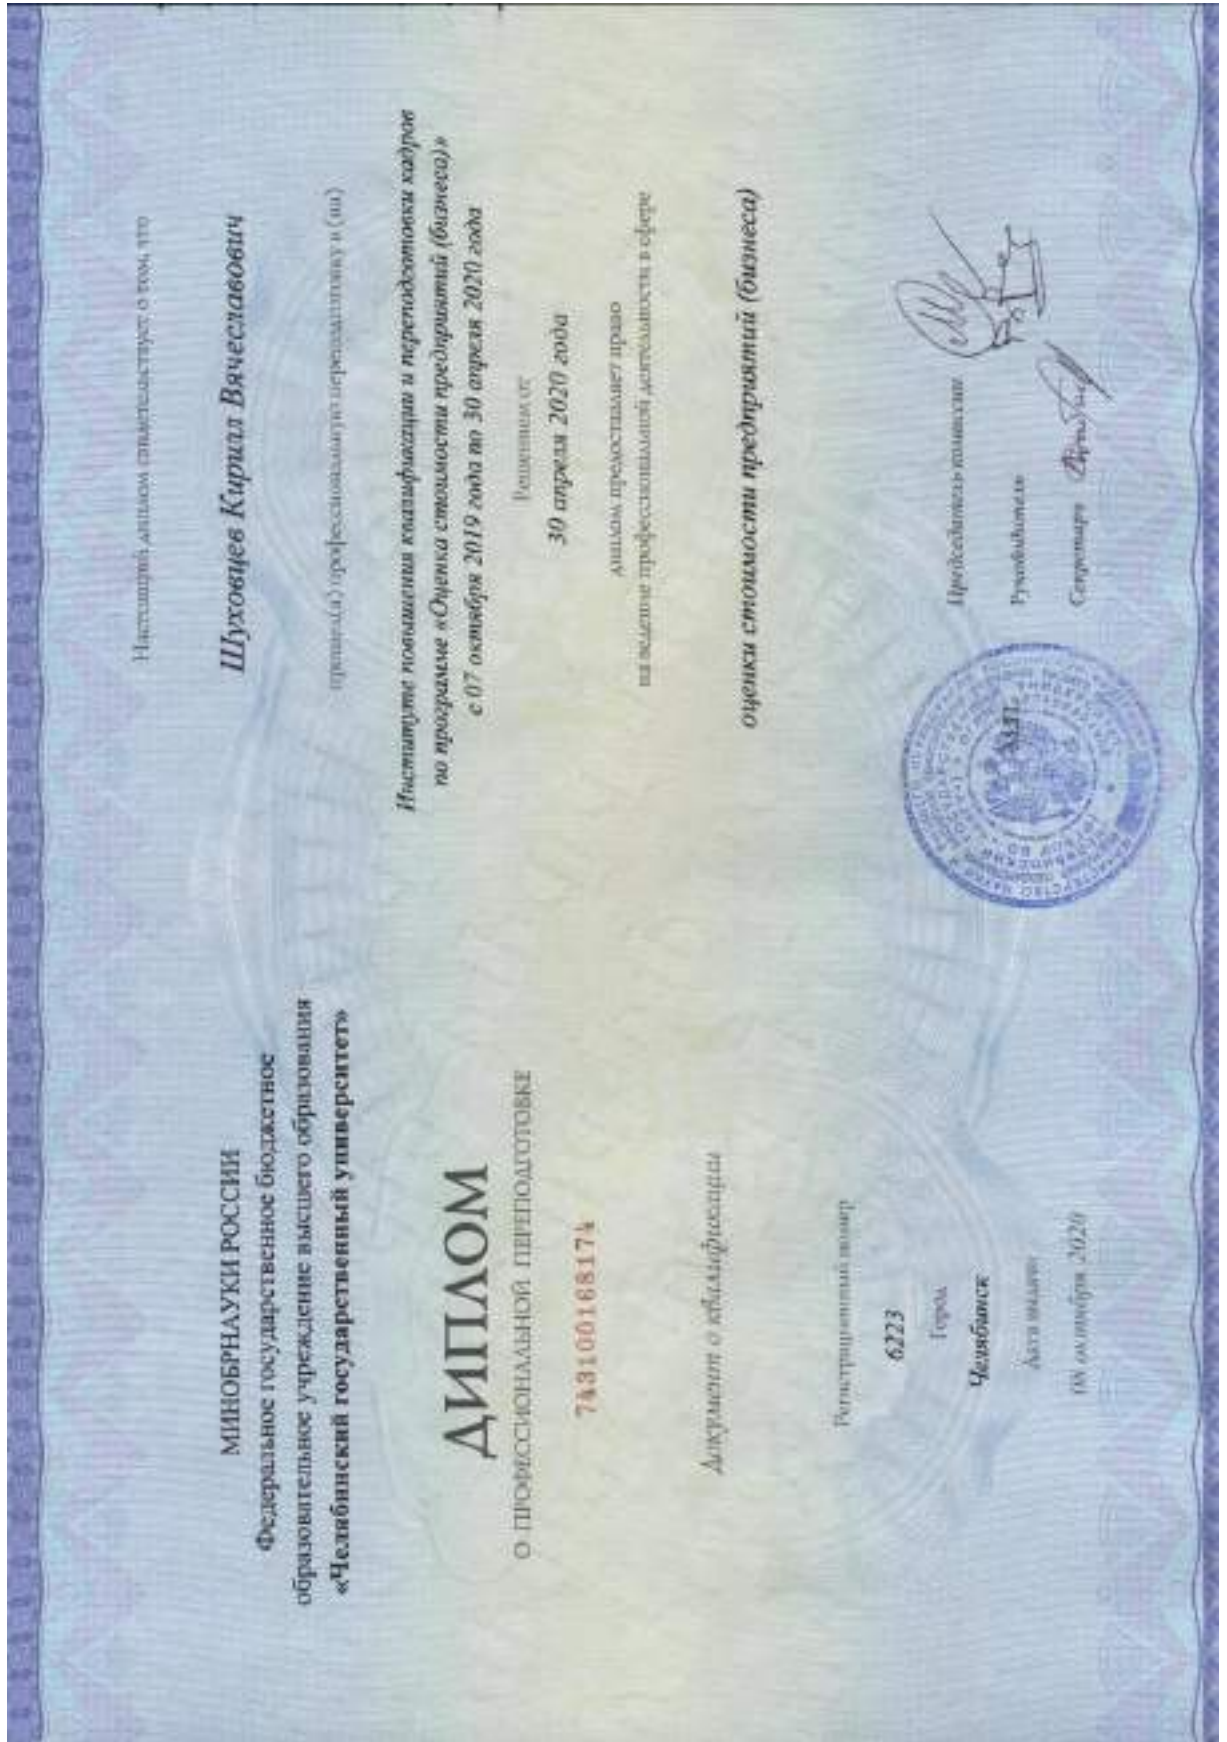 МИНОБРНАУКИ РОССИИ
Федеральное государственное бюджетное
образовательное учреждение высшего образования
«Челябинский государственный университет»
ДИПЛОМ
О ПРОФЕССИОНАЛЬНОЙ ПЕРЕПОДГОТОВКЕ
743100168174
Документ о квалификации
Регистрационный номер
6223
Город
Челябинск
Дата выдачи
октября 2020
Настоящий диплом свидетельствует о том, что
Шуховцев Кирилл Вячеславович
прошел(а) профессиональную переподготовку в (на)
Институте повышения квалификации и переподготовки кадров
по программе «Оценка стоимости предприятий (бизнеса)»
с 07 октября 2019 года по 30 апреля 2020 года
Решением от
30 апреля 2020 года
диплом предоставляет право
на ведение профессиональной деятельности в сфере
оценки стоимости предприятий (бизнеса)
Председатель комиссии
Руководитель
Секретарь
М.П.